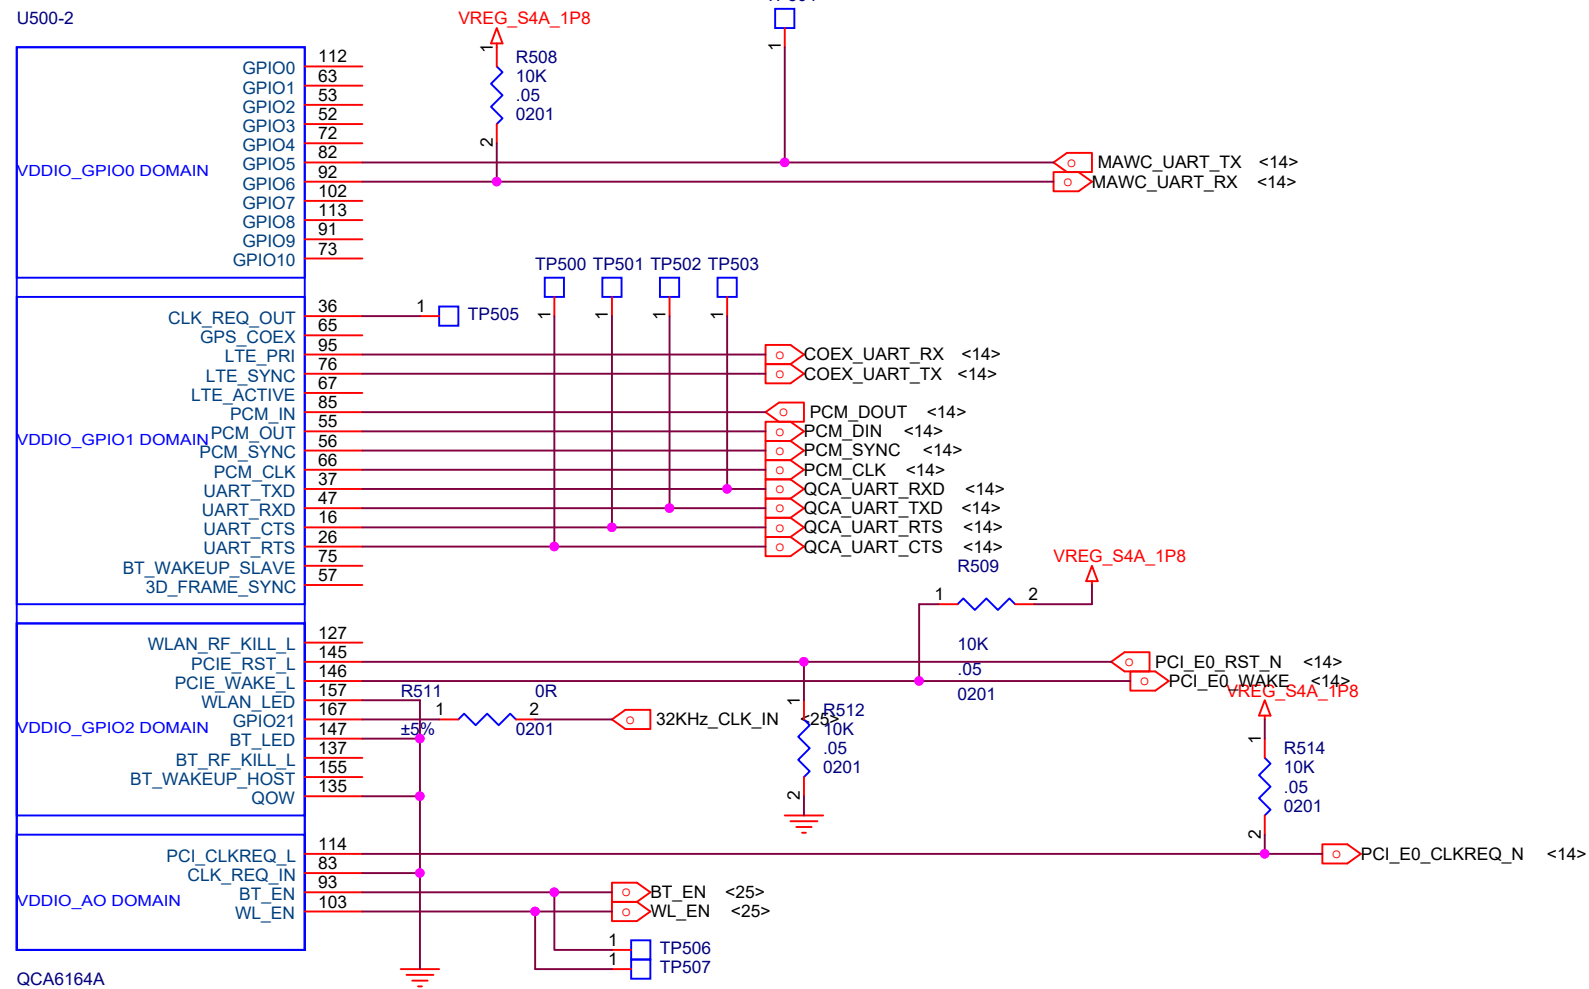 U500-2
VREG_S4A_1P8
R508
10K
.05
0201
1
2
1
VDDIO_GPIO0 DOMAIN
GPIO0 112
GPIO1 63
GPIO2 53
GPIO3 52
GPIO4 72
GPIO5 82
GPIO6 92
GPIO7 102
GPIO8 113
GPIO9 91
GPIO10 73
MAWC_UART_TX <14>
MAWC_UART_RX <14>
TP500 TP501 TP502 TP503
1 1 1 1
VDDIO_GPIO1 DOMAIN
CLK_REQ_OUT 36 1 TP505
GPS_COEX 65
LTE_PRI 95 COEX_UART_RX <14>
LTE_SYNC 76 COEX_UART_TX <14>
LTE_ACTIVE 67
PCM_IN 85 PCM_DOUT <14>
PCM_OUT 55 PCM_DIN <14>
PCM_SYNC 56 PCM_SYNC <14>
PCM_CLK 66 PCM_CLK <14>
UART_TXD 37 QCA_UART_RXD <14>
UART_RXD 47 QCA_UART_TXD <14>
UART_CTS 16 QCA_UART_RTS <14>
UART_RTS 26 QCA_UART_CTS <14>
BT_WAKEUP_SLAVE 75
3D_FRAME_SYNC 57
VREG_S4A_1P8
R509
1 2
10K
.05
0201
VDDIO_GPIO2 DOMAIN
WLAN_RF_KILL_L 127
PCIE_RST_L 145 PCI_E0_RST_N <14>
PCIE_WAKE_L 146 PCI_E0_WAKE <14>
WLAN_LED 157
GPIO21 167
BT_LED 147
BT_RF_KILL_L 137
BT_WAKEUP_HOST 155
QOW 135
R511 0R
1 2
±5% 0201
32KHz_CLK_IN <25>
1
R512
10K
.05
0201
2
VREG_S4A_1P8
1
R514
10K
.05
0201
2
VDDIO_AO DOMAIN
PCI_CLKREQ_L 114 PCI_E0_CLKREQ_N <14>
CLK_REQ_IN 83
BT_EN 93 BT_EN <25>
WL_EN 103 WL_EN <25>
1 TP506
1 TP507
QCA6164A